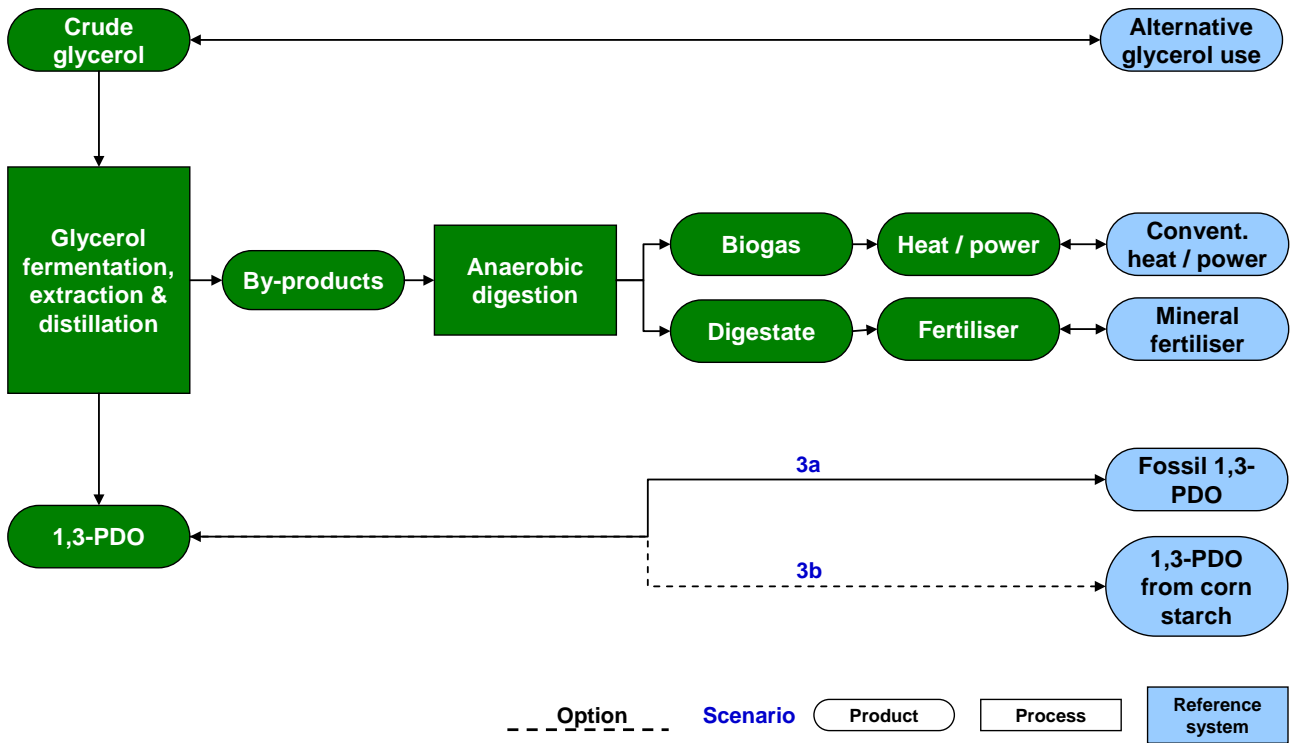 Crude
glycerol
Alternative
glycerol use
Glycerol
fermentation,
extraction &
distillation
By-products
Anaerobic
digestion
Biogas
Heat / power
Convent.
heat / power
Digestate
Fertiliser
Mineral
fertiliser
3a
Fossil 1,3-
PDO
1,3-PDO
3b
1,3-PDO
from corn
starch
Option
Scenario
Product
Process
Reference
system